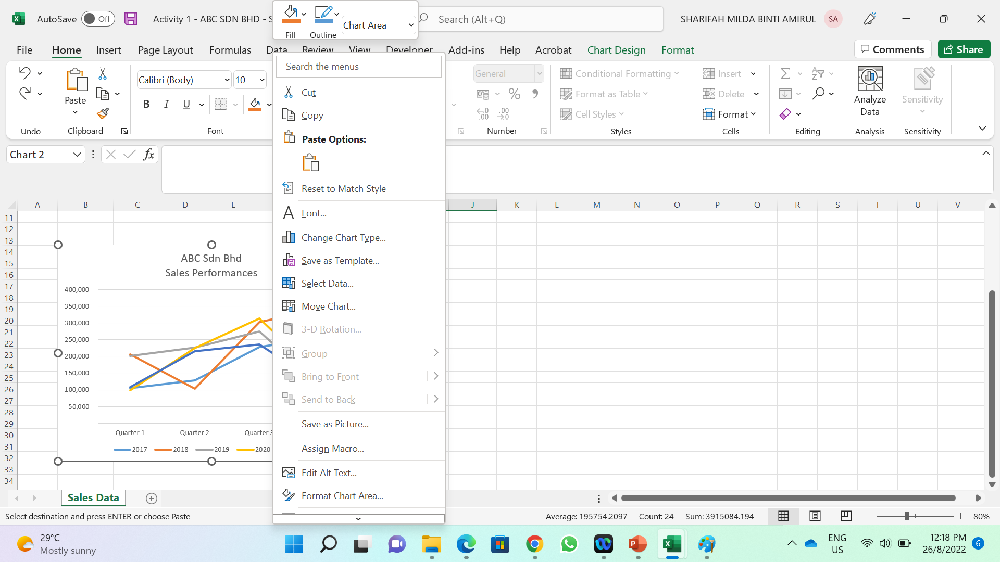 AutoSave Off Activity 1 - ABC SDN BHD - S Search (Alt+Q) SHARIFAH MILDA BINTI AMIRUL SA
Fill Outline Chart Area
File Home Insert Page Layout Formulas Data Review View Developer Add-ins Help Acrobat Chart Design Format Comments Share
Paste
Calibri (Body) 10
B I U
General
% 9
Conditional Formatting
Format as Table
Cell Styles
Insert
Delete
Format
Analyze
Data
Sensitivity
Undo Clipboard Font Number Styles Cells Editing Analysis Sensitivity
Chart 2 fx
Search the menus
Cut
Copy
Paste Options:
Reset to Match Style
Font...
Change Chart Type...
Save as Template...
Select Data...
Move Chart...
3-D Rotation...
Group
Bring to Front
Send to Back
Save as Picture...
Assign Macro...
Edit Alt Text...
Format Chart Area...
A B C D E J K L M N O P Q R S T U V
11
12
13
14
15
16
17
18
19
20
21
22
23
24
25
26
27
28
29
30
31
32
33
34
ABC Sdn Bhd
Sales Performances
400,000
350,000
300,000
250,000
200,000
150,000
100,000
50,000
-
Quarter 1 Quarter 2 Quarter 3
2017 2018 2019 2020
Sales Data
Select destination and press ENTER or choose Paste Average: 195754.2097 Count: 24 Sum: 3915084.194 80%
29°C
Mostly sunny
ENG
US
12:18 PM
26/8/2022
6